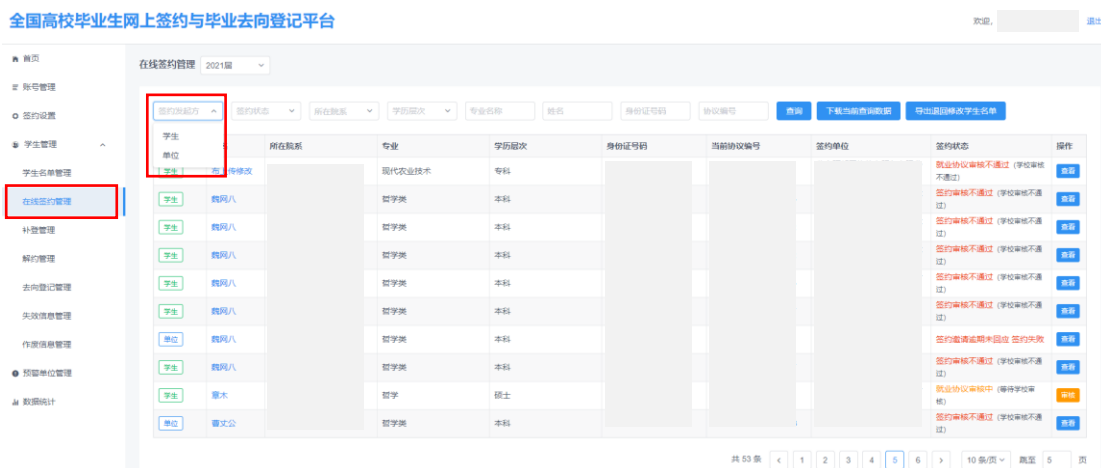 全国高校毕业生网上签约与毕业去向登记平台
欢迎,
退出
首页
账号管理
签约设置
学生管理
学生名单管理
在线签约管理
补登管理
解约管理
去向登记管理
失效信息管理
作废信息管理
预警单位管理
数据统计
在线签约管理 2021届
签约发起方 签约状态 所在院系 学历层次 专业名称 姓名 身份证号码 协议编号 查询 下载当前查询数据 导出退回修改学生名单
学生
单位
所在院系 专业 学历层次 身份证号码 当前协议编号 签约单位 签约状态 操作
学生 传修改 现代农业技术 专科 就业协议审核不通过 (学校审核不通过) 查看
学生 魏网八 哲学类 本科 签约审核不通过 (学校审核不通过) 查看
学生 魏网八 哲学类 本科 签约审核不通过 (学校审核不通过) 查看
学生 魏网八 哲学类 本科 签约审核不通过 (学校审核不通过) 查看
学生 魏网八 哲学类 本科 签约审核不通过 (学校审核不通过) 查看
学生 魏网八 哲学类 本科 签约审核不通过 (学校审核不通过) 查看
单位 魏网八 哲学类 本科 签约邀请逾期未回应 签约失败 查看
学生 魏网八 哲学类 本科 签约审核不通过 (学校审核不通过) 查看
学生 意木 哲学 硕士 就业协议审核中 (等待学校审核) 审核
单位 曹丈公 哲学类 本科 签约审核不通过 (学校审核不通过) 查看
共 53 条 < 1 2 3 4 5 6 > 10 条/页 跳至 5 页